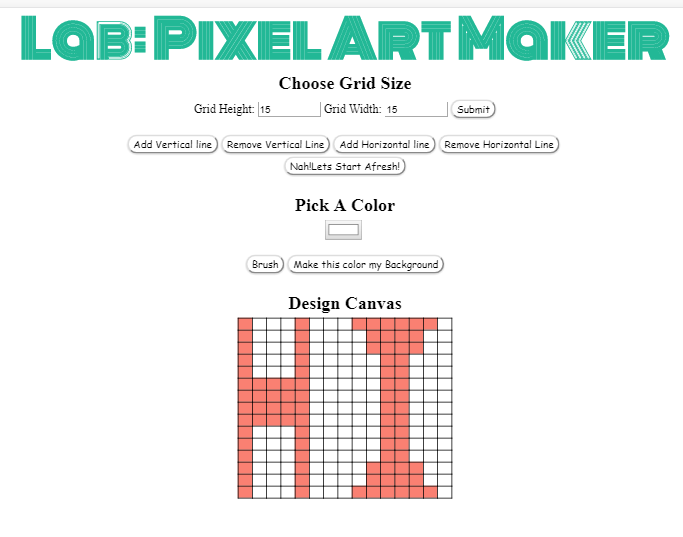 Lab: Pixel Art Maker
Choose Grid Size
Grid Height: 15 Grid Width: 15 Submit
Add Vertical line Remove Vertical Line Add Horizontal line Remove Horizontal Line
Nah!Lets Start Afresh!
Pick A Color
Brush Make this color my Background
Design Canvas
HI